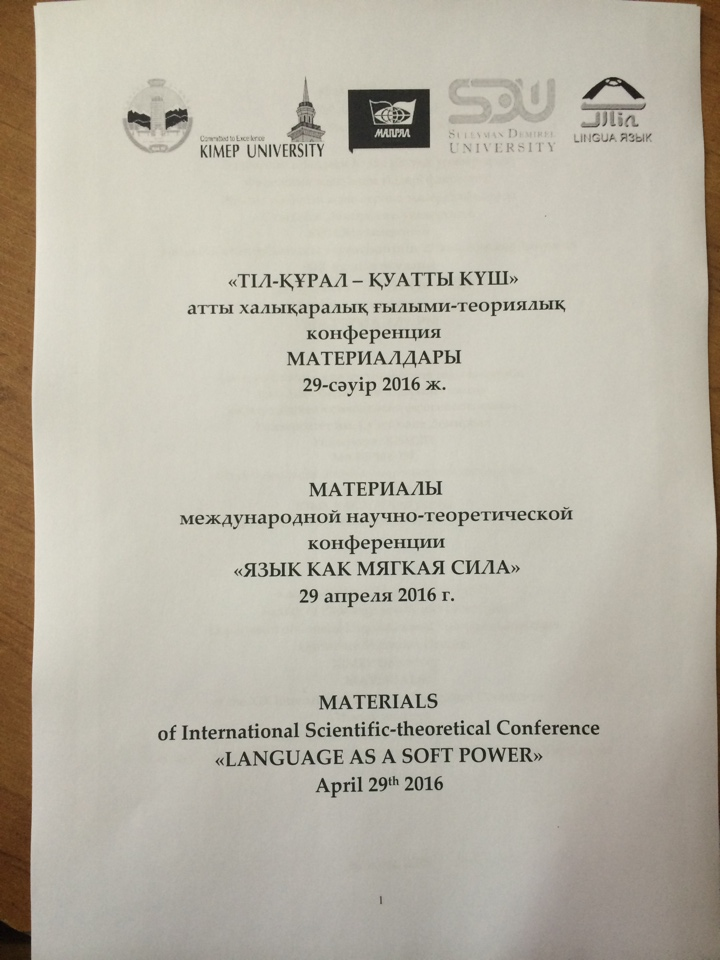 Committed to Excellence
KIMEP UNIVERSITY
МАПРЯЛ
SDU
SULEYMAN DEMIREL
UNIVERSITY
LINGUA ЯЗЫК
«ТІЛ-ҚҰРАЛ – ҚУАТТЫ КҮШ»
атты халықаралық ғылыми-теориялық
конференция
МАТЕРИАЛДАРЫ
29-сәуір 2016 ж.
МАТЕРИАЛЫ
международной научно-теоретической
конференции
«ЯЗЫК КАК МЯГКАЯ СИЛА»
29 апреля 2016 г.
MATERIALS
of International Scientific-theoretical Conference
«LANGUAGE AS A SOFT POWER»
April 29th 2016
1